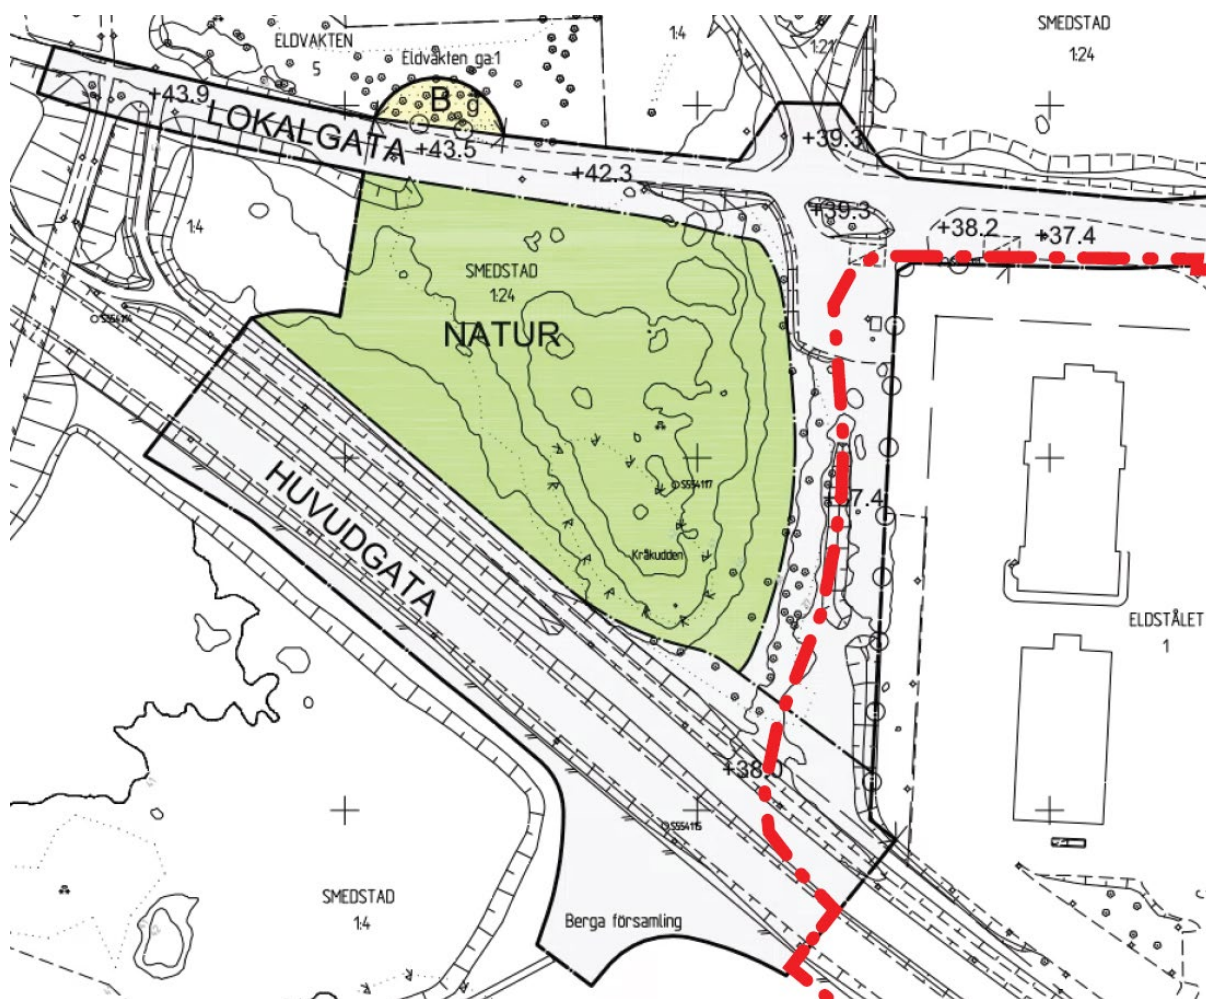 SMEDSTAD
1:24
1:4
1:21
ELDVAKTEN
5
Eldvakten ga:1
B g
+43.9
LOKALGATA
+43.5
+39.3
+42.3
+39.3
+38.2
+37.4
1:4
SMEDSTAD
1:24
NATUR
HUVUDGATA
Kråkudden
ELDSTÅLET
1
+38.0
SMEDSTAD
1:4
Berga församling